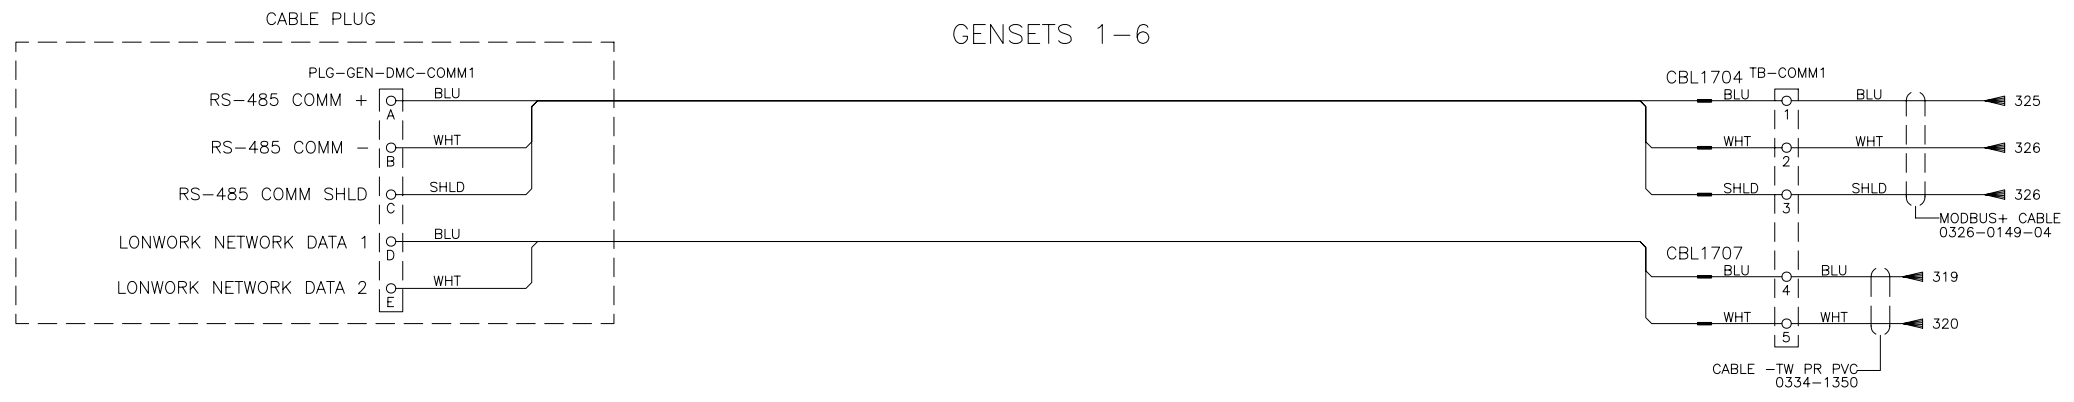 CABLE PLUG
GENSETS 1-6
PLG-GEN-DMC-COMM1
CBL1704 TB-COMM1
RS-485 COMM + A BLU BLU 1 BLU 325
RS-485 COMM - B WHT WHT 2 WHT 326
RS-485 COMM SHLD C SHLD SHLD 3 SHLD 326
MODBUS+ CABLE
0326-0149-04
LONWORK NETWORK DATA 1 D BLU
CBL1707
BLU 4 BLU 319
LONWORK NETWORK DATA 2 E WHT
WHT 5 WHT 320
CABLE -TW PR PVC
0334-1350